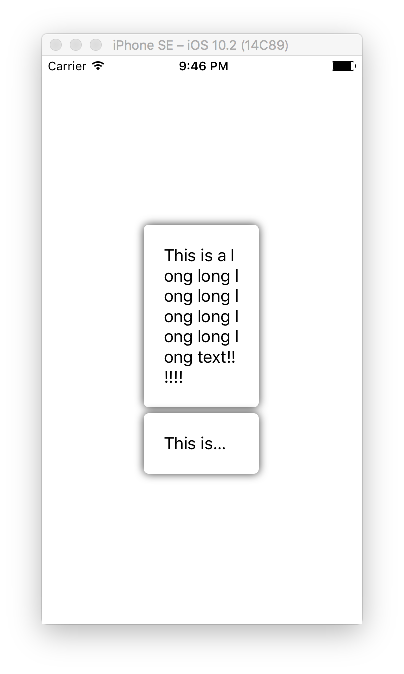 iPhone SE – iOS 10.2 (14C89)
Carrier 9:46 PM
This is a l
ong long l
ong long l
ong long l
ong long l
ong text!!
!!!!
This is...